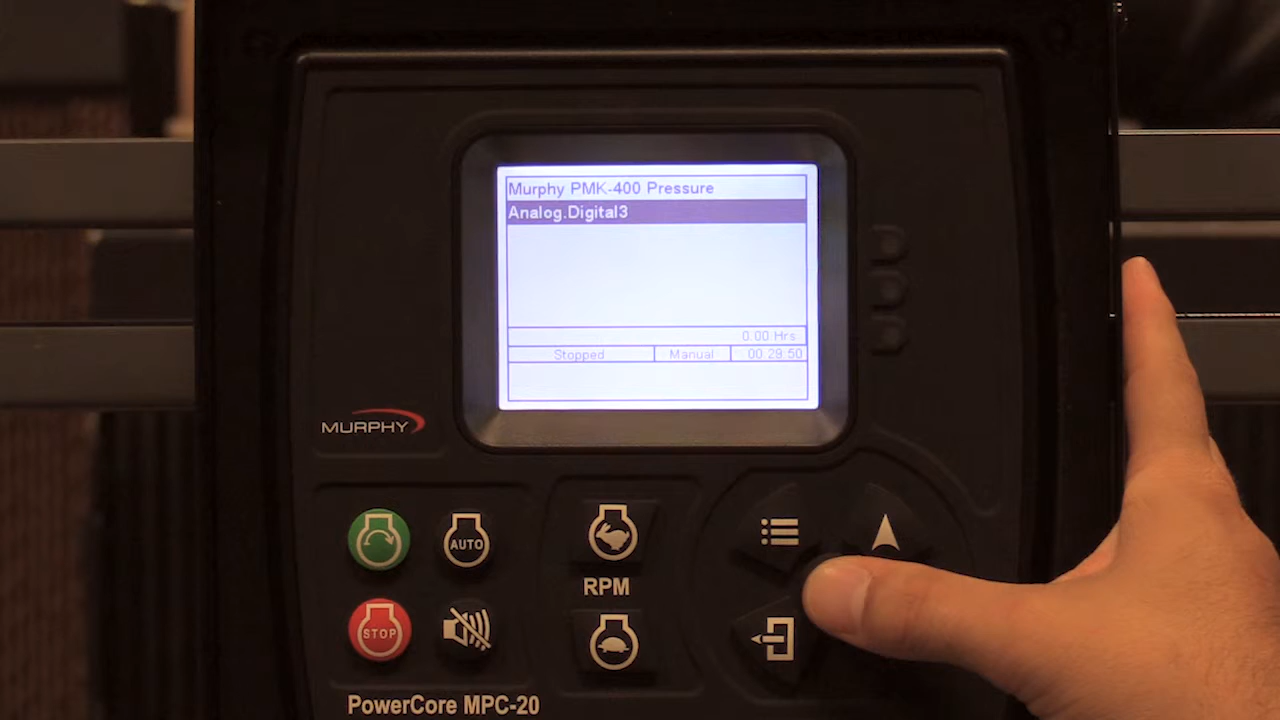 Murphy PMK-400 Pressure
Analog.Digital3
0.00 Hrs
Stopped Manual 00:29:50
MURPHY
AUTO
RPM
STOP
PowerCore MPC-20